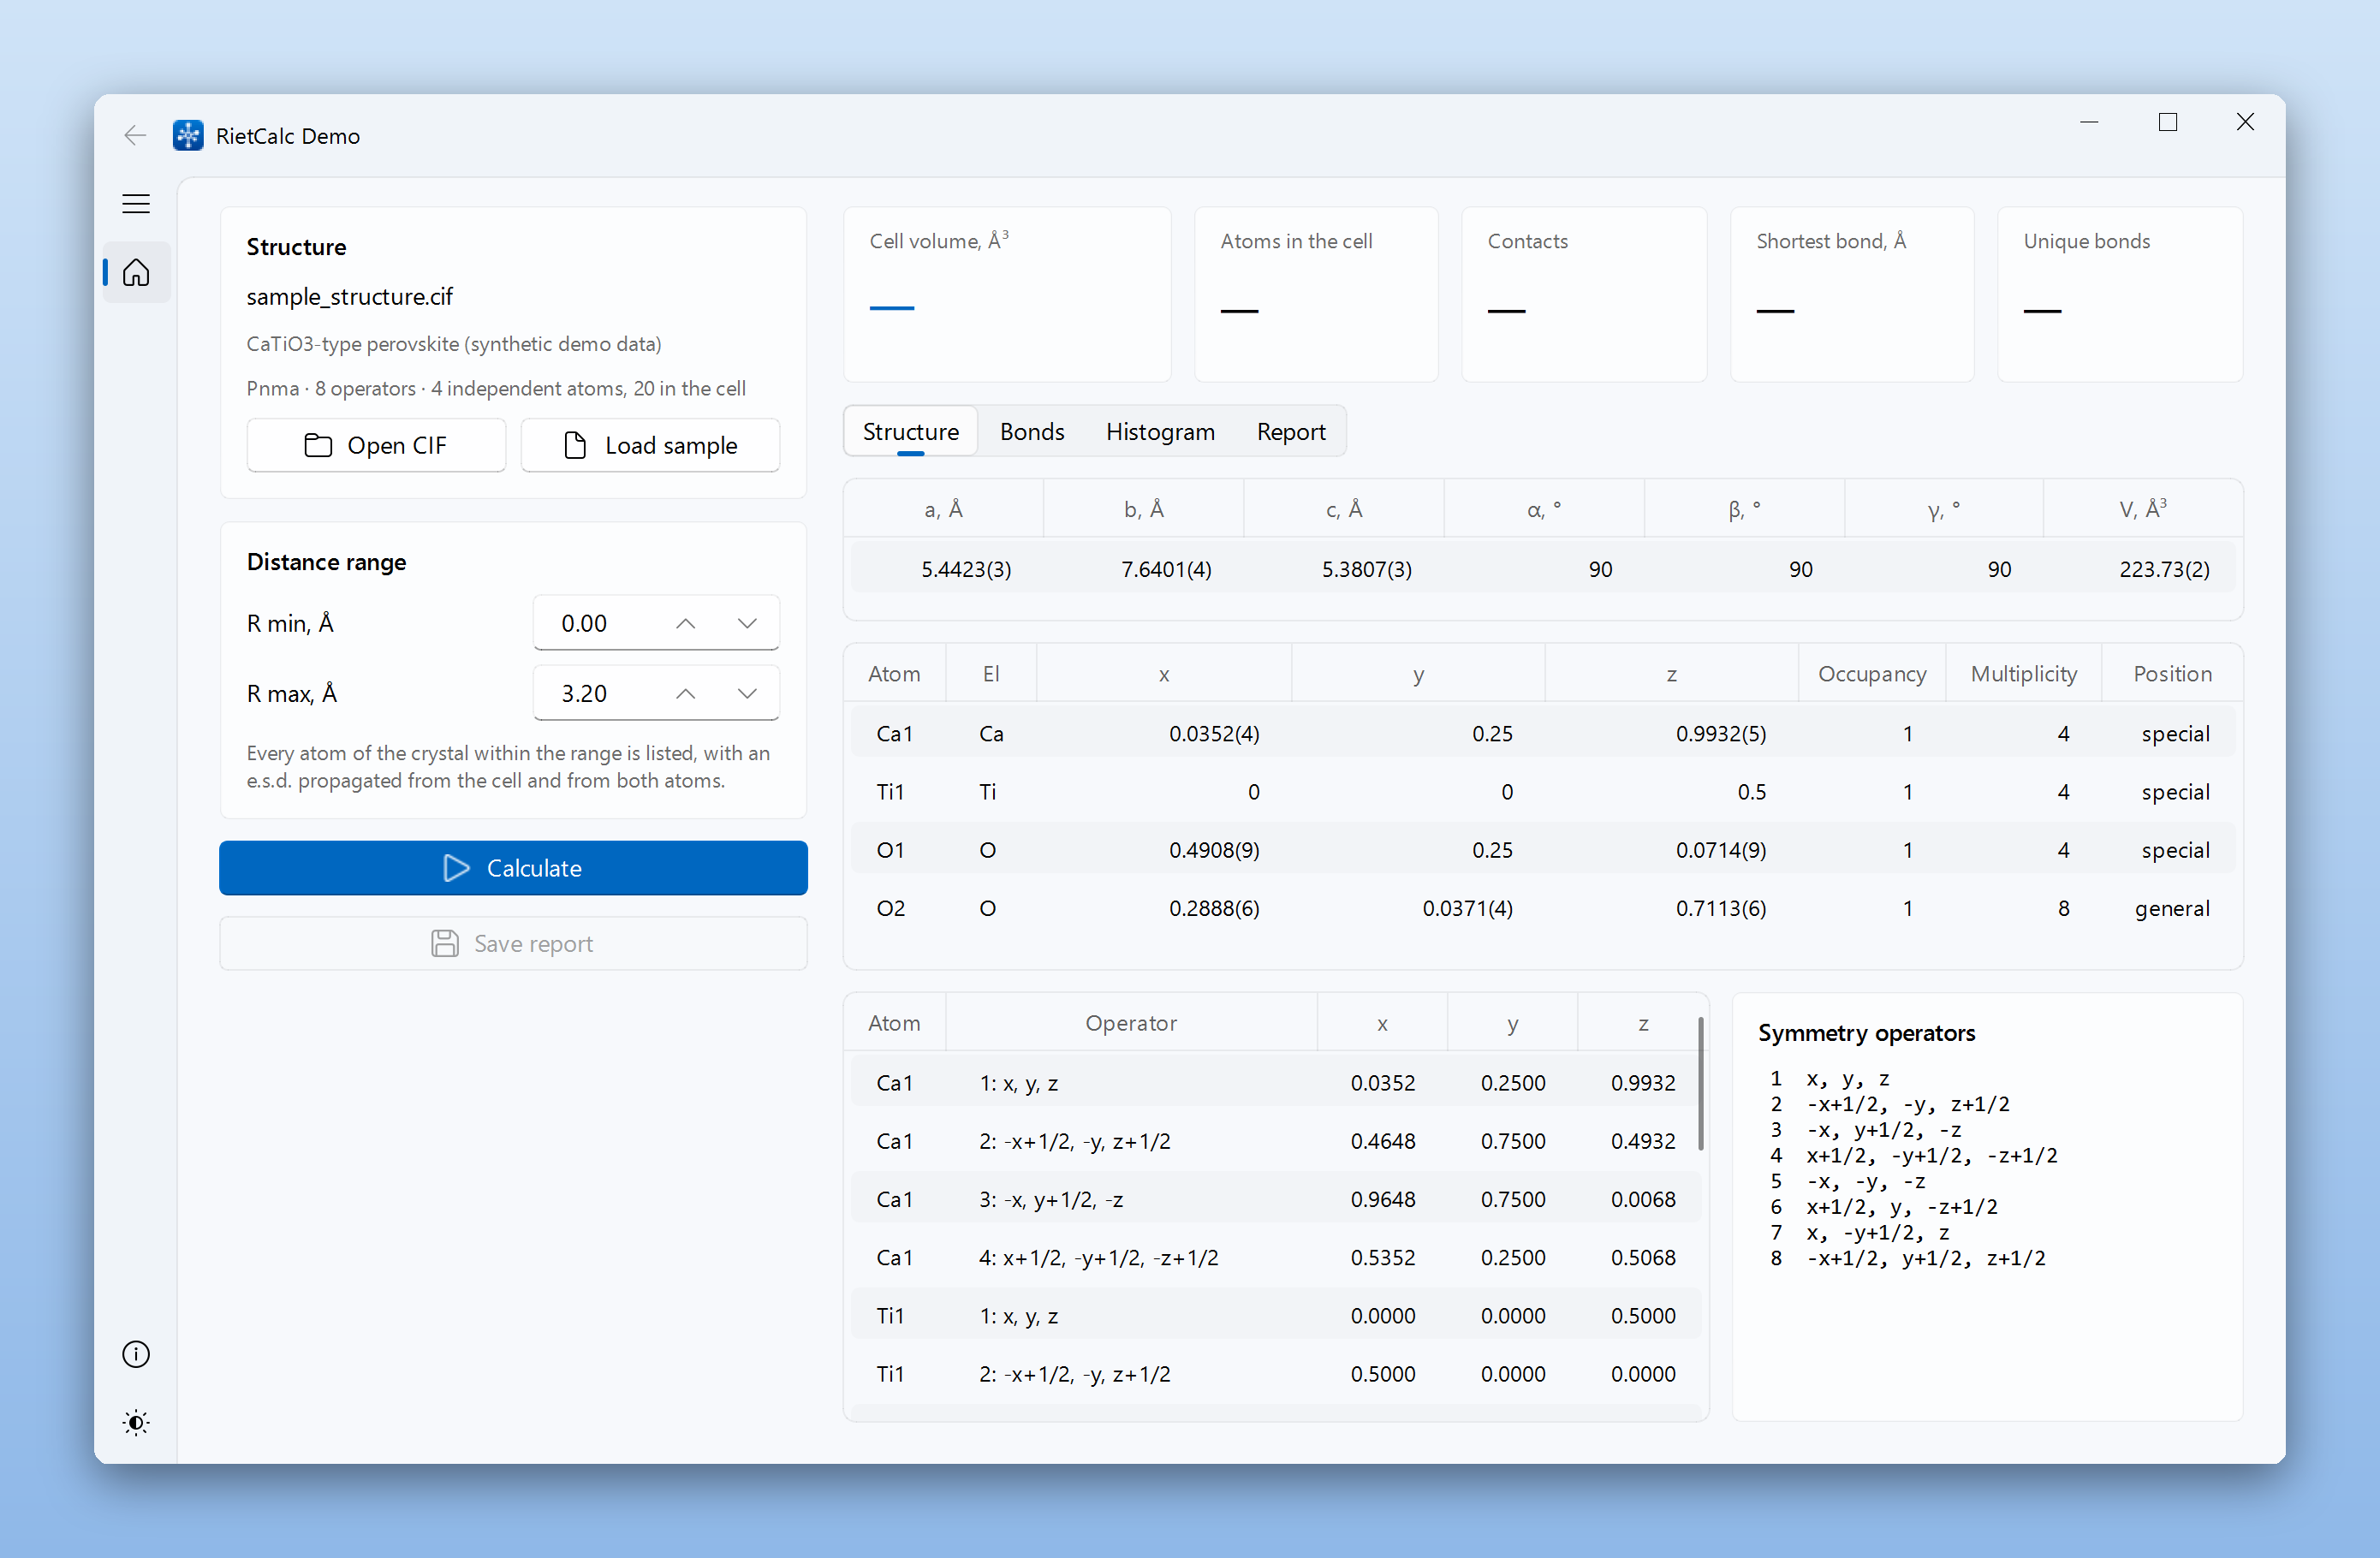 RietCalc Demo
Structure
sample_structure.cif
CaTiO3-type perovskite (synthetic demo data)
Pnma · 8 operators · 4 independent atoms, 20 in the cell
Open CIF
Load sample
Distance range
R min, Å
0.00
R max, Å
3.20
Every atom of the crystal within the range is listed, with an
e.s.d. propagated from the cell and from both atoms.
Calculate
Save report
Cell volume, Å³
—
Atoms in the cell
—
Contacts
—
Shortest bond, Å
—
Unique bonds
—
Structure Bonds Histogram Report
a, Å b, Å c, Å α, ° β, ° γ, ° V, Å³
5.4423(3) 7.6401(4) 5.3807(3) 90 90 90 223.73(2)
Atom El x y z Occupancy Multiplicity Position
Ca1 Ca 0.0352(4) 0.25 0.9932(5) 1 4 special
Ti1 Ti 0 0 0.5 1 4 special
O1 O 0.4908(9) 0.25 0.0714(9) 1 4 special
O2 O 0.2888(6) 0.0371(4) 0.7113(6) 1 8 general
Atom Operator x y z
Ca1 1: x, y, z 0.0352 0.2500 0.9932
Ca1 2: -x+1/2, -y, z+1/2 0.4648 0.7500 0.4932
Ca1 3: -x, y+1/2, -z 0.9648 0.7500 0.0068
Ca1 4: x+1/2, -y+1/2, -z+1/2 0.5352 0.2500 0.5068
Ti1 1: x, y, z 0.0000 0.0000 0.5000
Ti1 2: -x+1/2, -y, z+1/2 0.5000 0.0000 0.0000
Symmetry operators
1 x, y, z
2 -x+1/2, -y, z+1/2
3 -x, y+1/2, -z
4 x+1/2, -y+1/2, -z+1/2
5 -x, -y, -z
6 x+1/2, y, -z+1/2
7 x, -y+1/2, z
8 -x+1/2, y+1/2, z+1/2